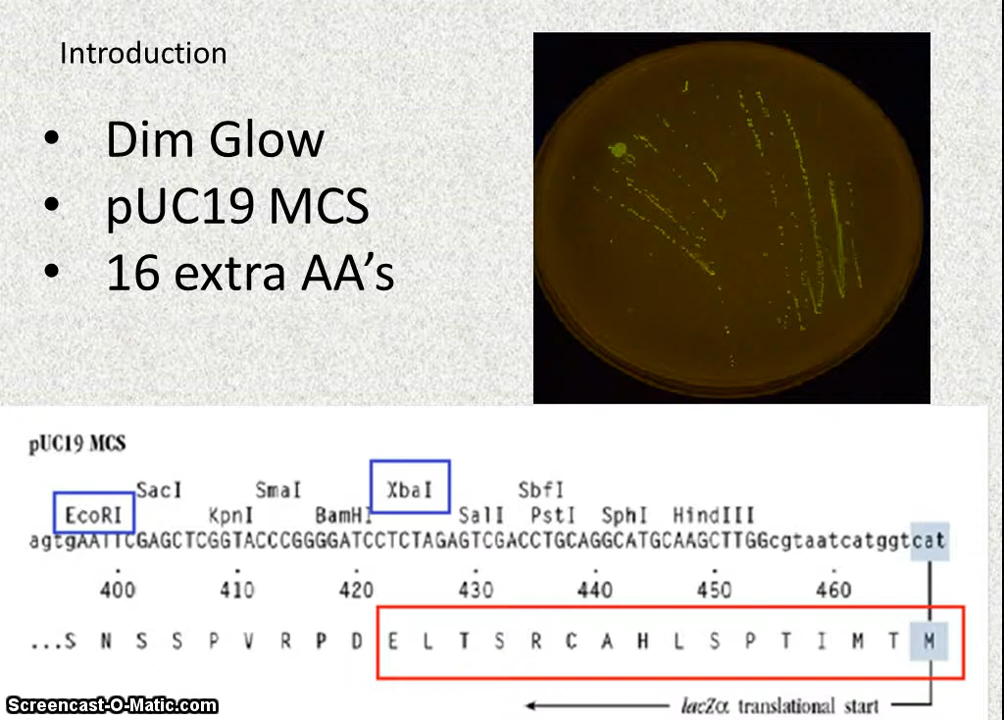 Introduction
• Dim Glow
• pUC19 MCS
• 16 extra AA’s
pUC19 MCS
SacI SmaI XbaI SbfI
EcoRI KpnI BamHI SalI PstI SphI HindIII
agtgAATTCGAGCTCGGTACCCGGGGATCCTCTAGAGTCGACCTGCAGGCATGCAAGCTTGGcgtaatcatggtcat
400 410 420 430 440 450 460
...S N S S P V R P D E L T S R C A H L S P T I M T M
lacZα translational start
Screencast-O-Matic.com